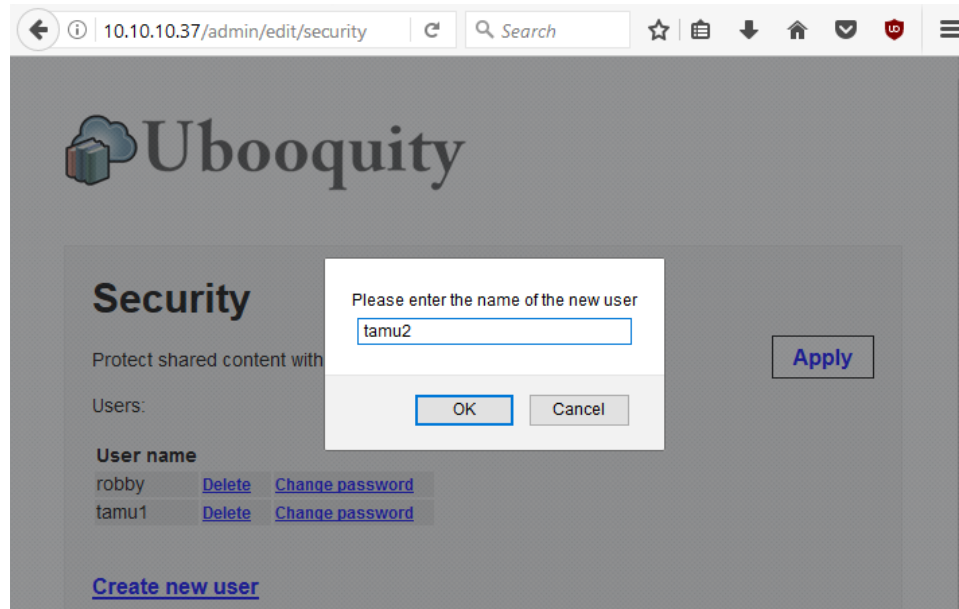 10.10.10.37/admin/edit/security
Search
Ubooquity
Security
Please enter the name of the new user
tamu2
Protect shared content with
Apply
OK Cancel
Users:
User name
robby Delete Change password
tamu1 Delete Change password
Create new user